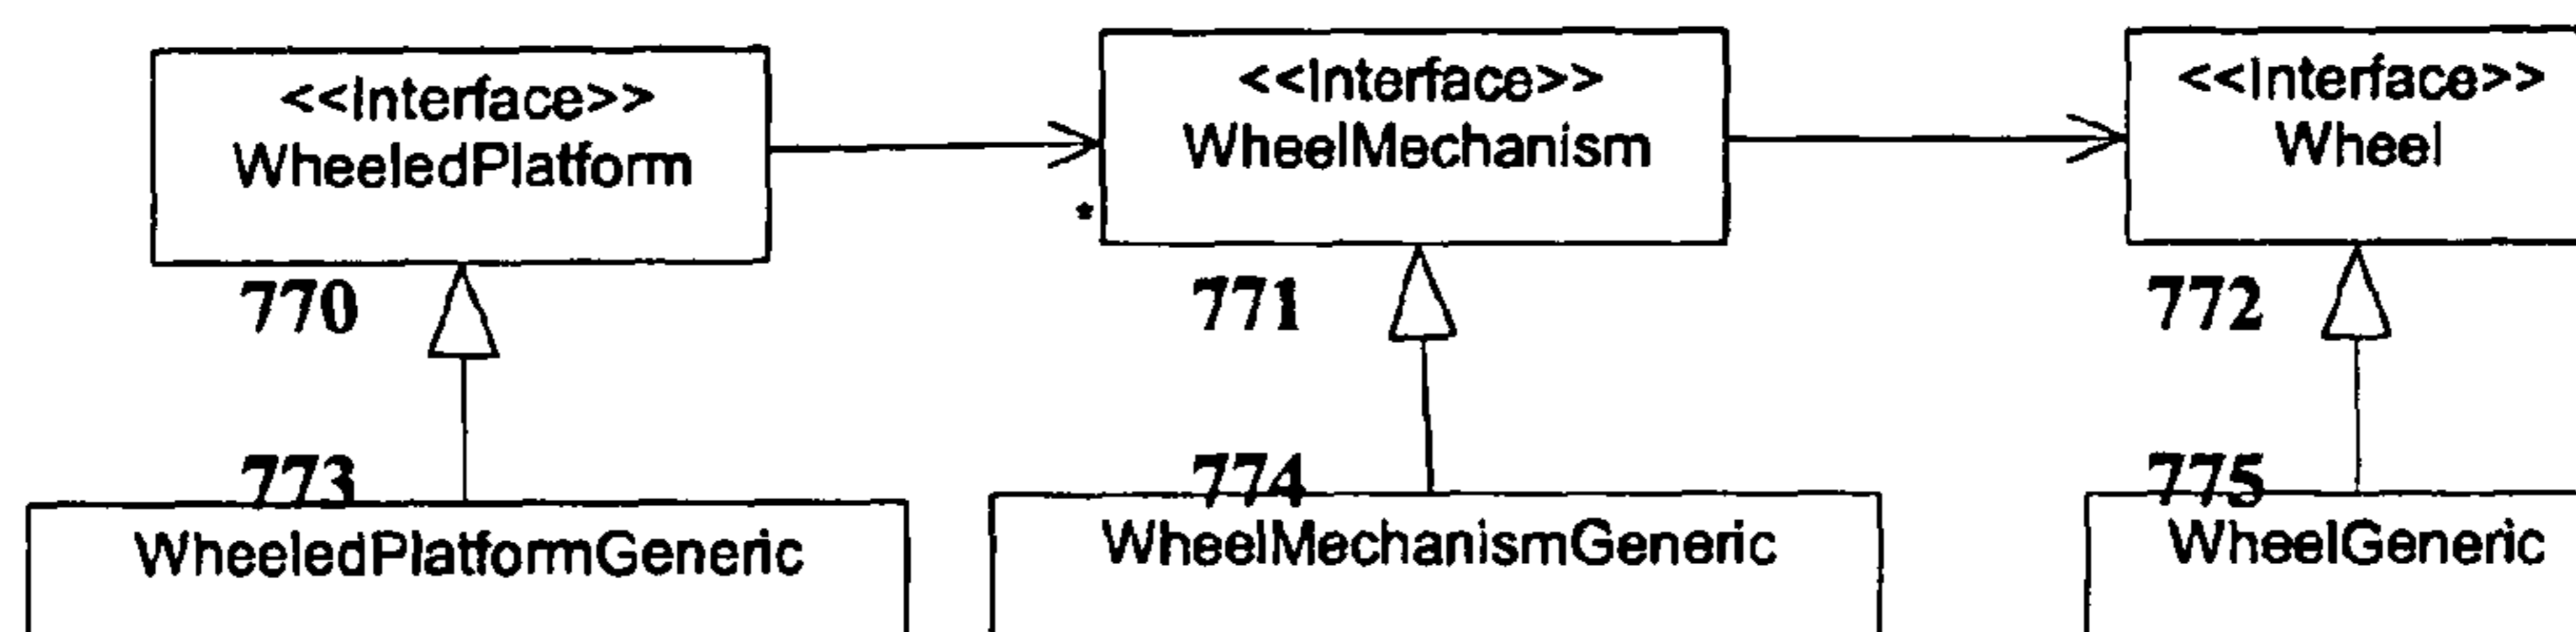 <<Interface>>
WheeledPlatform
<<Interface>>
WheelMechanism
<<Interface>>
Wheel
*
770
771
772
773
774
775
WheeledPlatformGeneric
WheelMechanismGeneric
WheelGeneric